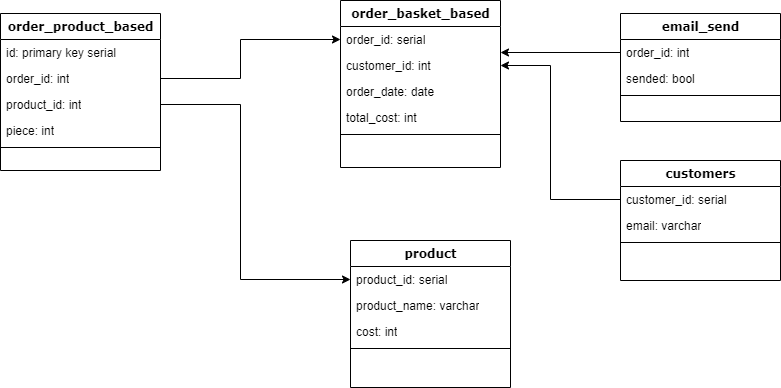 order_product_based
id: primary key serial
order_id: int
product_id: int
piece: int
order_basket_based
order_id: serial
customer_id: int
order_date: date
total_cost: int
email_send
order_id: int
sended: bool
customers
customer_id: serial
email: varchar
product
product_id: serial
product_name: varchar
cost: int